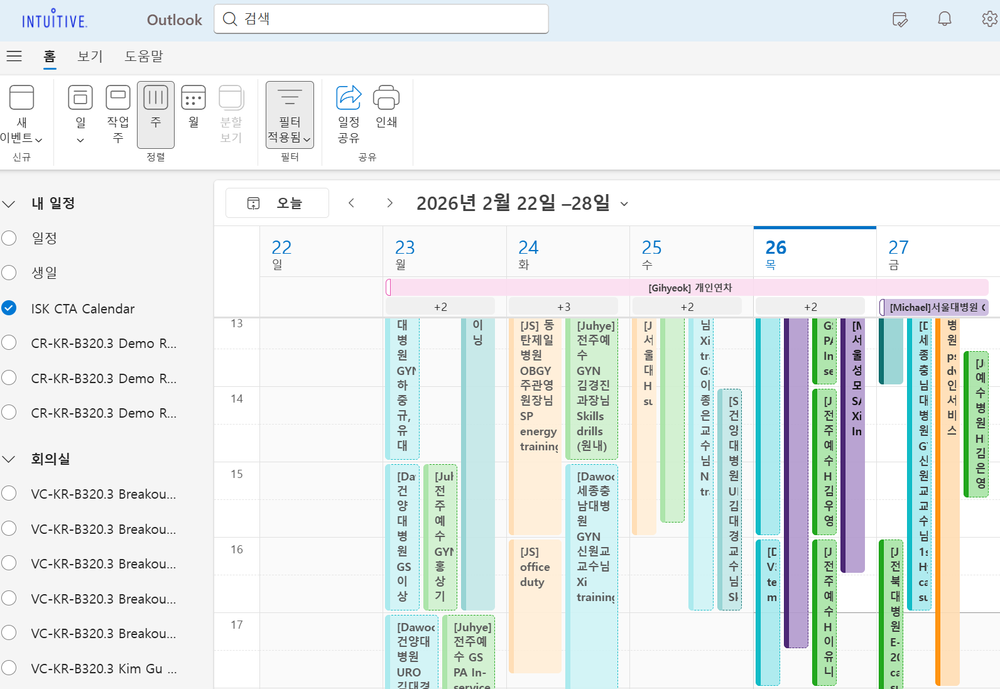 INTUITIVE.
Outlook
검색
홈
보기
도움말
새
이벤트
신규
일
작업
주
주
월
분할
보기
정렬
필터
적용됨
필터
일정
공유
인쇄
공유
내 일정
일정
생일
ISK CTA Calendar
CR-KR-B320.3 Demo R...
CR-KR-B320.3 Demo R...
CR-KR-B320.3 Demo R...
회의실
VC-KR-B320.3 Breakou...
VC-KR-B320.3 Breakou...
VC-KR-B320.3 Breakou...
VC-KR-B320.3 Breakou...
VC-KR-B320.3 Breakou...
VC-KR-B320.3 Kim Gu ...
오늘
2026년 2월 22일 –28일
22
일
23
월
24
화
25
수
26
목
27
금
[Gihyeok] 개인연차
+2
+3
+2
+2
[Michael]서울대병원
13
14
15
16
17
대
병
원
GYN
하
중
규,
유
대
이
닝
[Da
건
양
대
병
원
GS
이
상
[Juh
전
주
예
수
GYN
홍
상
기
[Dawoo
건양대
병원
URO
김대경
[Juhye]
전주예
수 GS
PA In-
service
[JS] 동
탄제일
병원
OBGY
주관영
원장님
SP
energy
training
[JS]
office
duty
[Juhye]
전주예
수
GYN
김경진
과장님
Skills
drills
(원내)
[Dawoo
세종충
남대병
원
GYN
신원교
교수님
Xi
training
[J
서
울
대
H
su
님
Xi
tr
GS
이
종
은
교
수
님
N
tr
[S
건
양
대
병
원
UI
김
대
경
교
수
님
Sk
[D
V
te
m
GS
PA
In
se
[J
전
주
예
수
H
김
우
영
[J
전
주
예
수
H
이
유
니
[M
서
울
성
모
SA
Xi
In
[D
세
종
충
남
대
병
원
GY
신
원
교
교
수
님
1s
Hy
ca
su
병
원
ps
dv
인
서
비
스
[J
예
수
병
원
H
김
은
영
[J
전
북
대
병
원
E-
20
ca